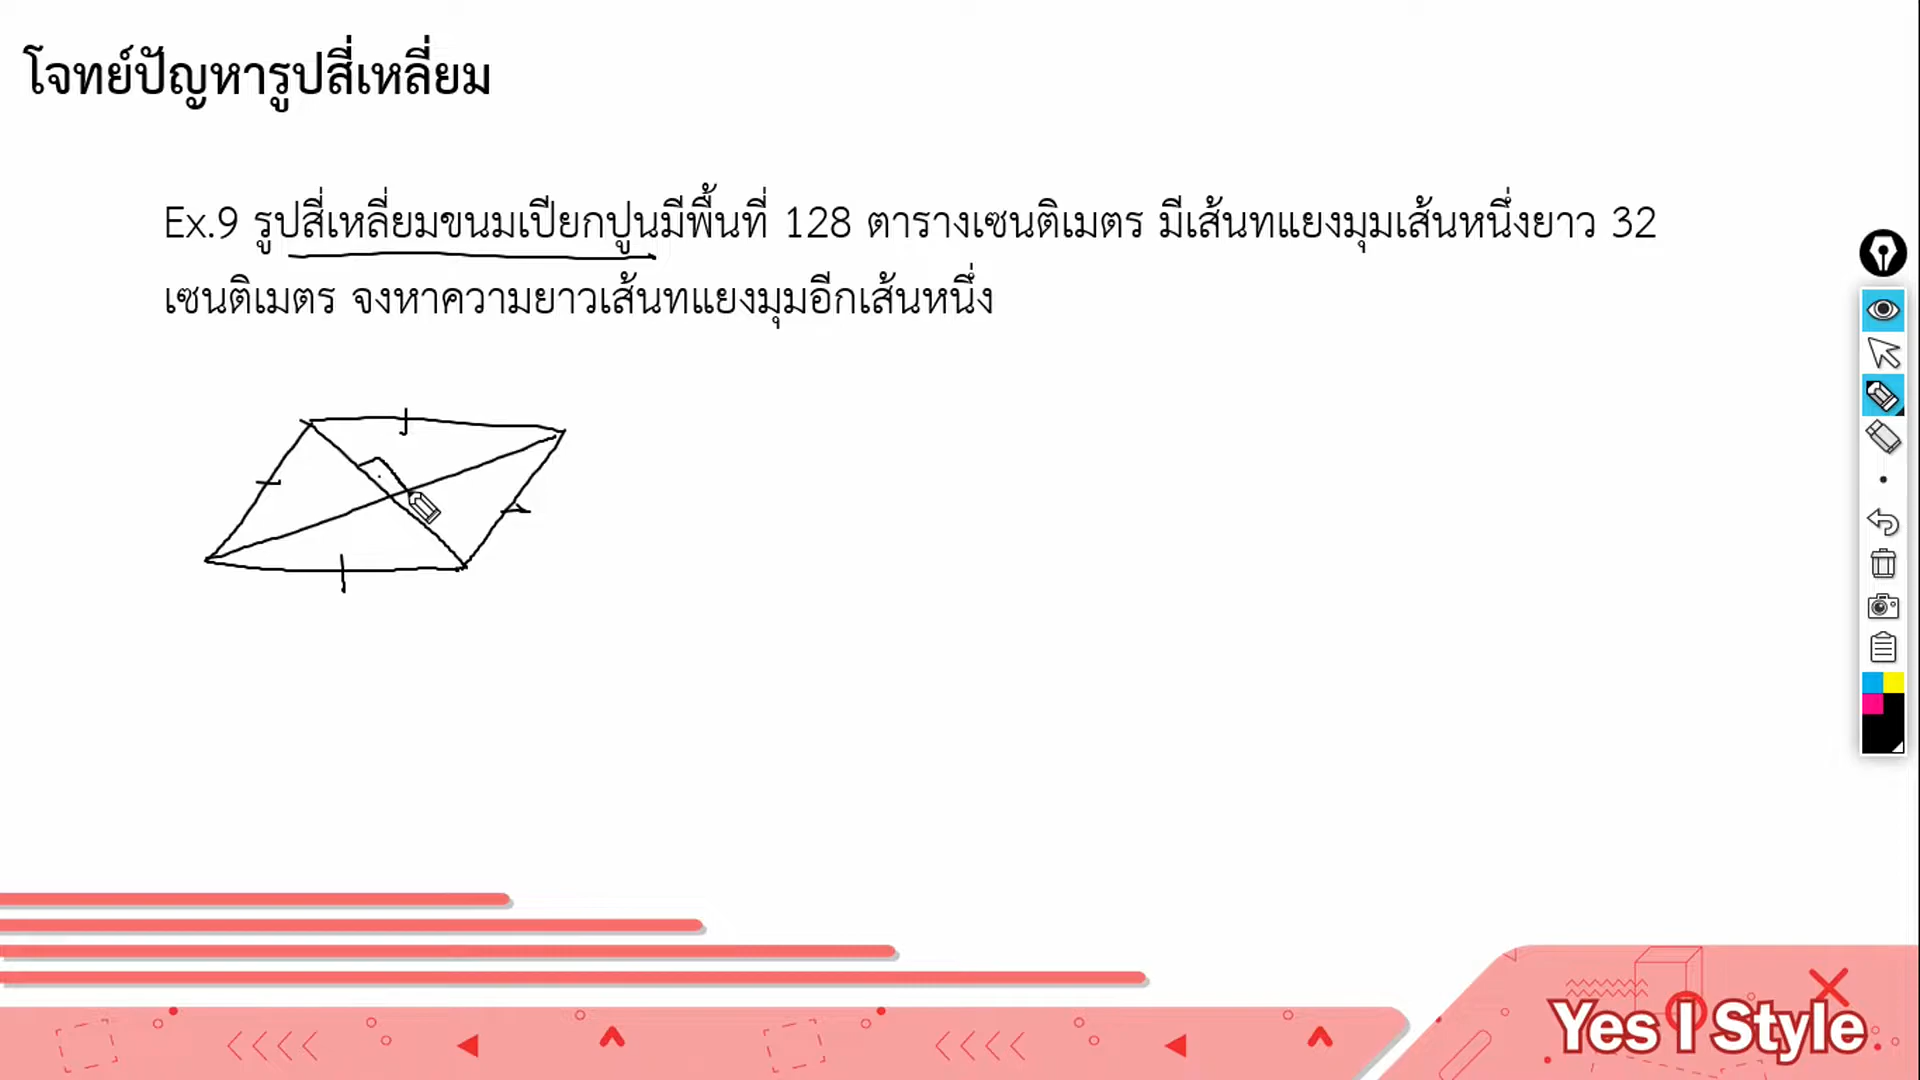 โจทย์ปัญหารูปสี่เหลี่ยม
Ex.9 รูปสี่เหลี่ยมขนมเปียกปูนมีพื้นที่ 128 ตารางเซนติเมตร มีเส้นทแยงมุมเส้นหนึ่งยาว 32
เซนติเมตร จงหาความยาวเส้นทแยงมุมอีกเส้นหนึ่ง
Yes I Style